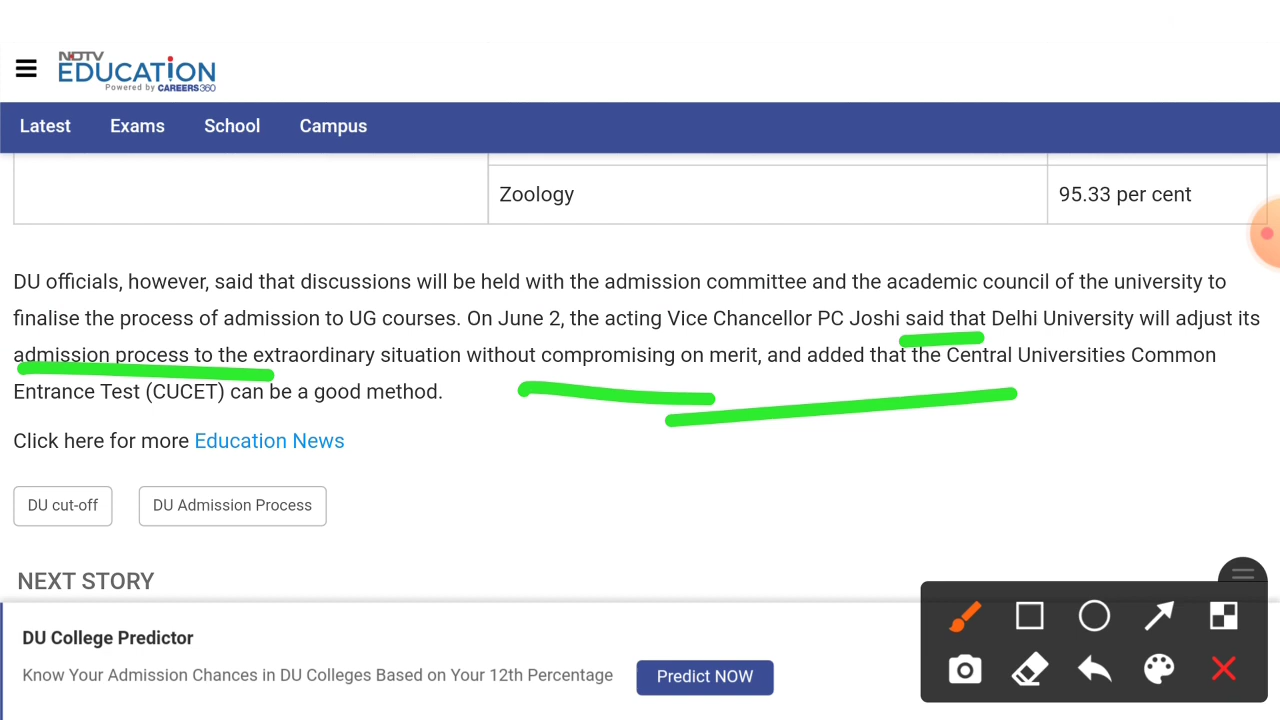 NDTV
EDUCATION
Powered by CAREERS360
Latest Exams School Campus
Zoology 95.33 per cent
DU officials, however, said that discussions will be held with the admission committee and the academic council of the university to
finalise the process of admission to UG courses. On June 2, the acting Vice Chancellor PC Joshi said that Delhi University will adjust its
admission process to the extraordinary situation without compromising on merit, and added that the Central Universities Common
Entrance Test (CUCET) can be a good method.
Click here for more Education News
DU cut-off DU Admission Process
NEXT STORY
DU College Predictor
Know Your Admission Chances in DU Colleges Based on Your 12th Percentage Predict NOW